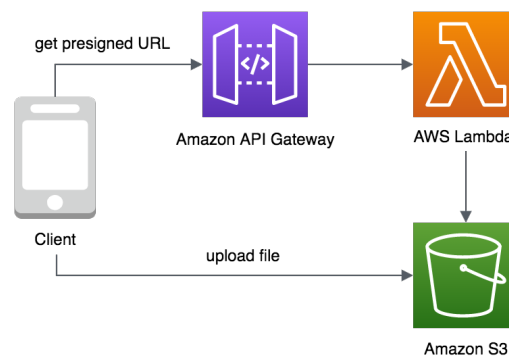 get presigned URL
</>
Amazon API Gateway
AWS Lambda
Client
upload file
Amazon S3